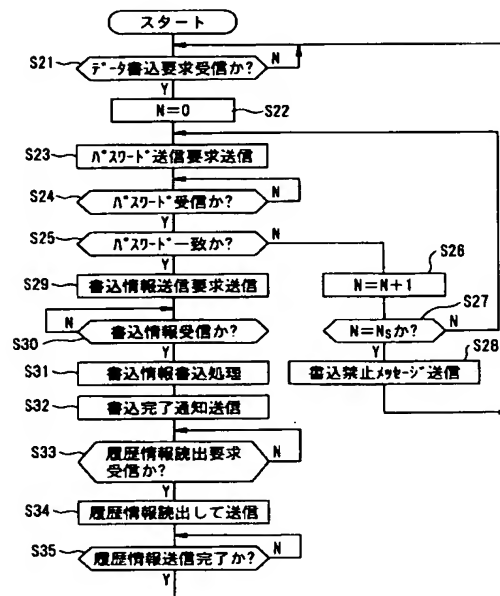 スタート
S21
データ書込要求受信か?
N
Y
N=0
S22
S23
パスワード送信要求送信
S24
パスワード受信か?
N
Y
S25
パスワード一致か?
N
Y
S26
N=N+1
S29
書込情報送信要求送信
S27
N=Nsか?
N
Y
N
書込情報受信か?
S30
Y
S28
書込禁止メッセージ送信
S31
書込情報書込処理
S32
書込完了通知送信
S33
履歴情報読出要求
受信か?
N
Y
S34
履歴情報読出して送信
S35
履歴情報送信完了か?
N
Y